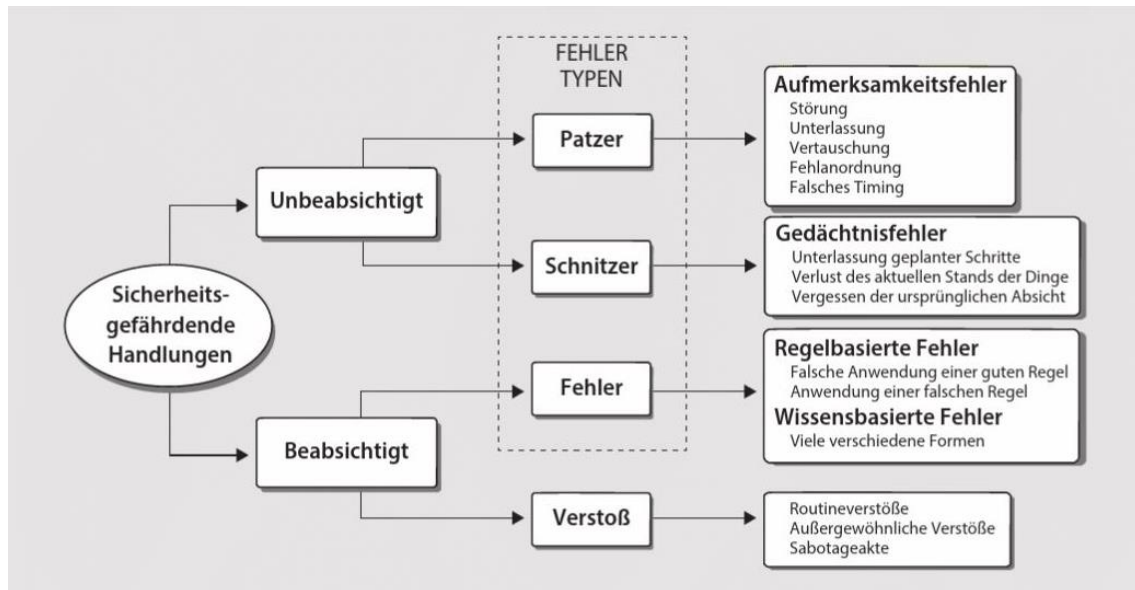 FEHLER
TYPEN
Sicherheits-
gefährdende
Handlungen
Unbeabsichtigt
Beabsichtigt
Patzer
Schnitzer
Fehler
Verstoß
Aufmerksamkeitsfehler
Störung
Unterlassung
Vertauschung
Fehlanordnung
Falsches Timing
Gedächtnisfehler
Unterlassung geplanter Schritte
Verlust des aktuellen Stands der Dinge
Vergessen der ursprünglichen Absicht
Regelbasierte Fehler
Falsche Anwendung einer guten Regel
Anwendung einer falschen Regel
Wissensbasierte Fehler
Viele verschiedene Formen
Routineverstöße
Außergewöhnliche Verstöße
Sabotageakte